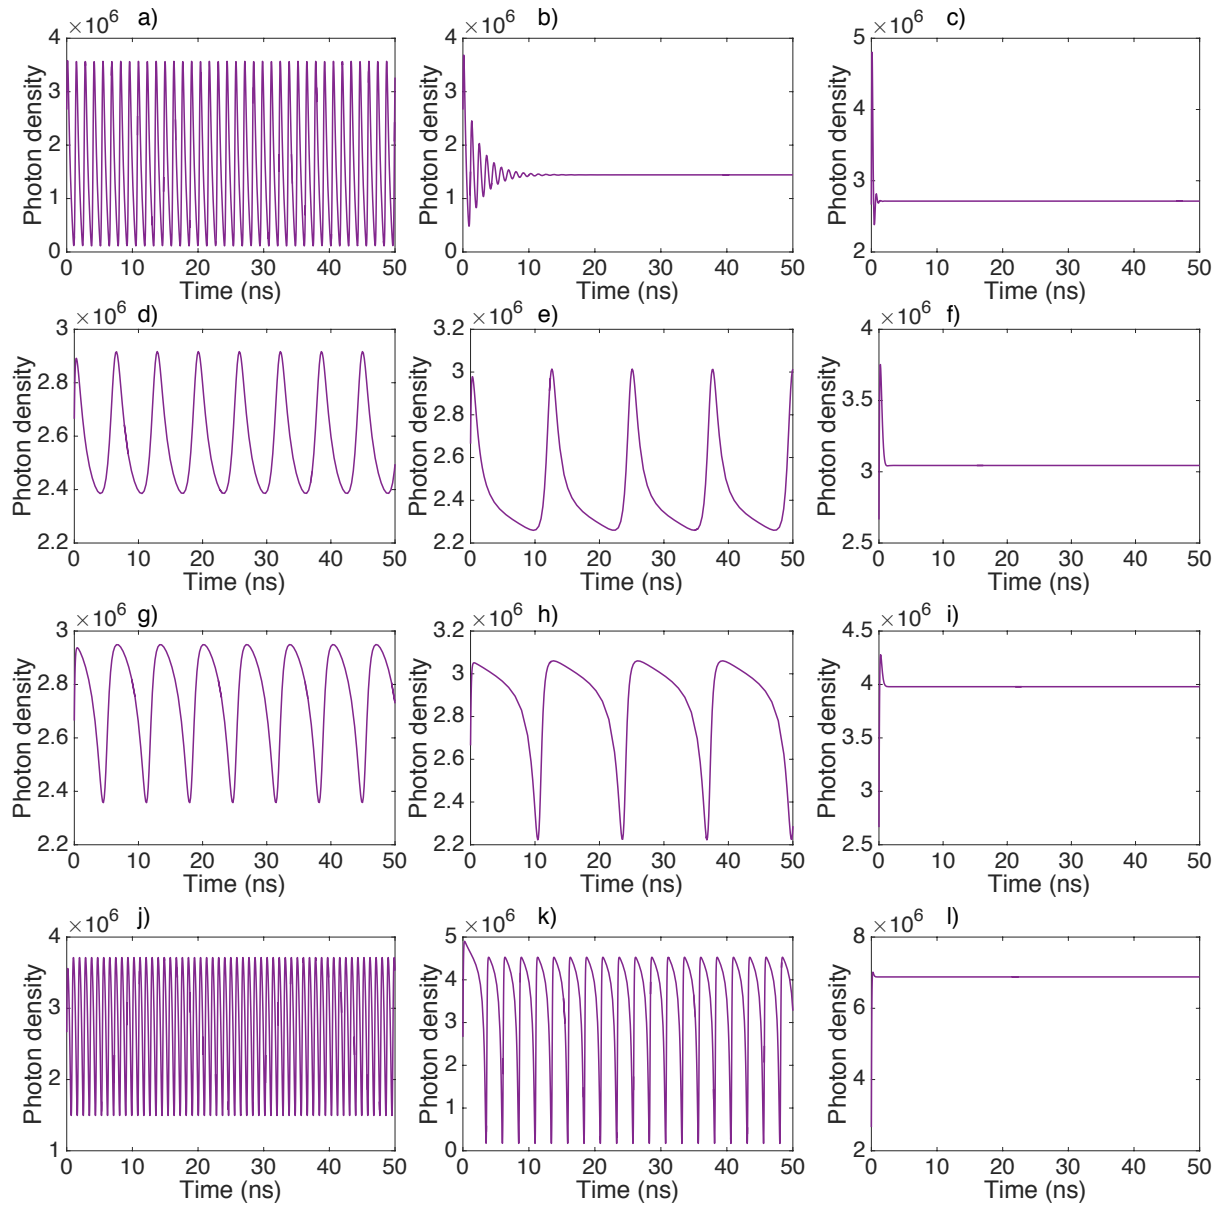 ×10^6 a)
4
3
2
1
0
Photon density
0 10 20 30 40 50
Time (ns)
×10^6 b)
4
3
2
1
0
Photon density
0 10 20 30 40 50
Time (ns)
×10^6 c)
5
4
3
2
Photon density
0 10 20 30 40 50
Time (ns)
×10^6 d)
3
2.8
2.6
2.4
2.2
Photon density
0 10 20 30 40 50
Time (ns)
×10^6 e)
3.2
3
2.8
2.6
2.4
2.2
Photon density
0 10 20 30 40 50
Time (ns)
×10^6 f)
4
3.5
3
2.5
Photon density
0 10 20 30 40 50
Time (ns)
×10^6 g)
3
2.8
2.6
2.4
2.2
Photon density
0 10 20 30 40 50
Time (ns)
×10^6 h)
3.2
3
2.8
2.6
2.4
2.2
Photon density
0 10 20 30 40 50
Time (ns)
×10^6 i)
4.5
4
3.5
3
2.5
Photon density
0 10 20 30 40 50
Time (ns)
×10^6 j)
4
3
2
1
Photon density
0 10 20 30 40 50
Time (ns)
×10^6 k)
5
4
3
2
1
0
Photon density
0 10 20 30 40 50
Time (ns)
×10^6 l)
8
6
4
2
Photon density
0 10 20 30 40 50
Time (ns)